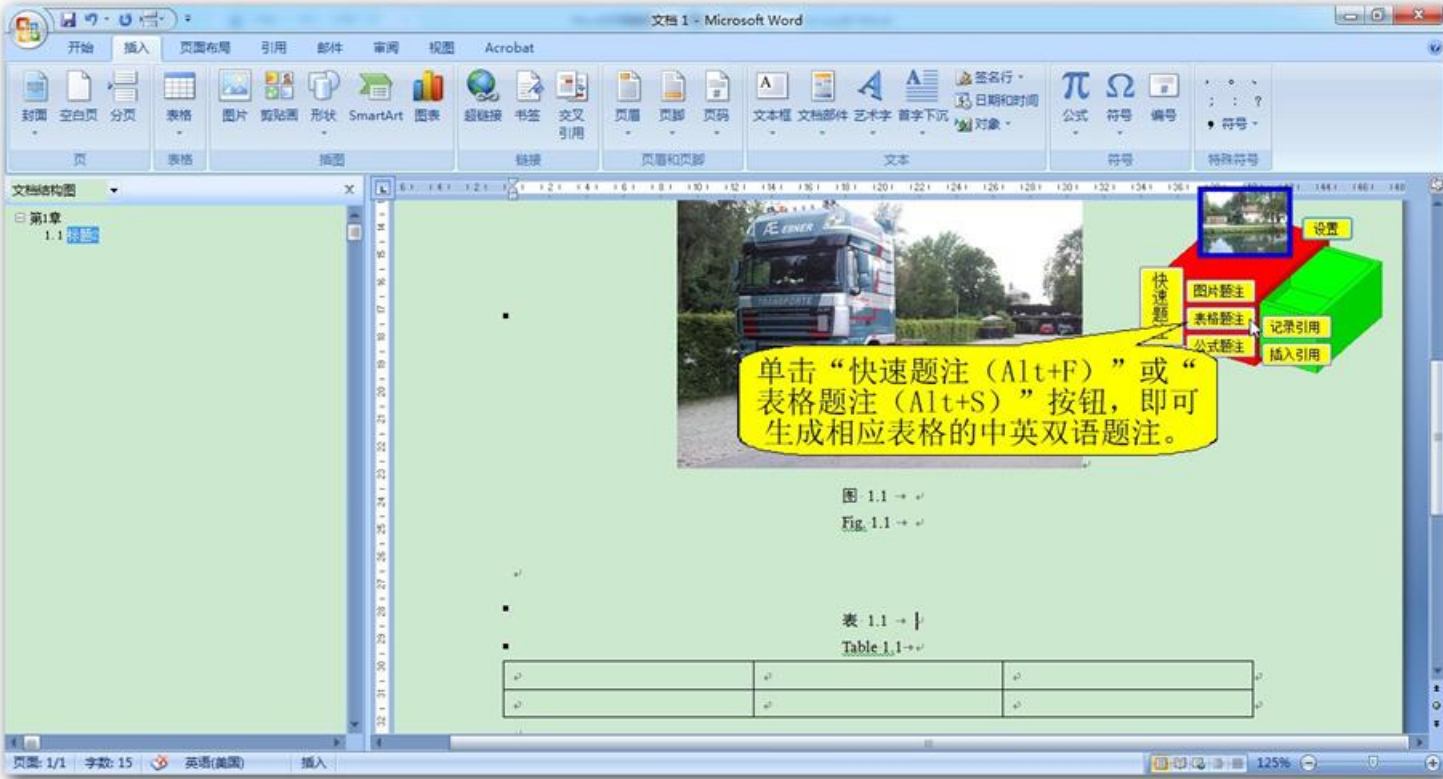 文档 1 - Microsoft Word
开始 插入 页面布局 引用 邮件 审阅 视图 Acrobat
封面 空白页 分页 表格 图片 剪贴画 形状 SmartArt 图表 超链接 书签 交叉引用 页眉 页脚 页码 文本框 文档部件 艺术字 首字下沉 签名行 日期和时间 对象 公式 符号 编号 符号
页 表格 插图 链接 页眉和页脚 文本 符号 特殊符号
文档结构图
第1章
1.1 标题2
ÆE EBNER
TRANSPORTE
设置
图片题注
表格题注
公式题注
记录引用
插入引用
单击“快速题注（Alt+F）”或“
表格题注（Alt+S）”按钮，即可
生成相应表格的中英双语题注。
图 1.1
Fig. 1.1
表 1.1
Table 1.1
页面: 1/1 字数: 15 英语(美国) 插入 125%